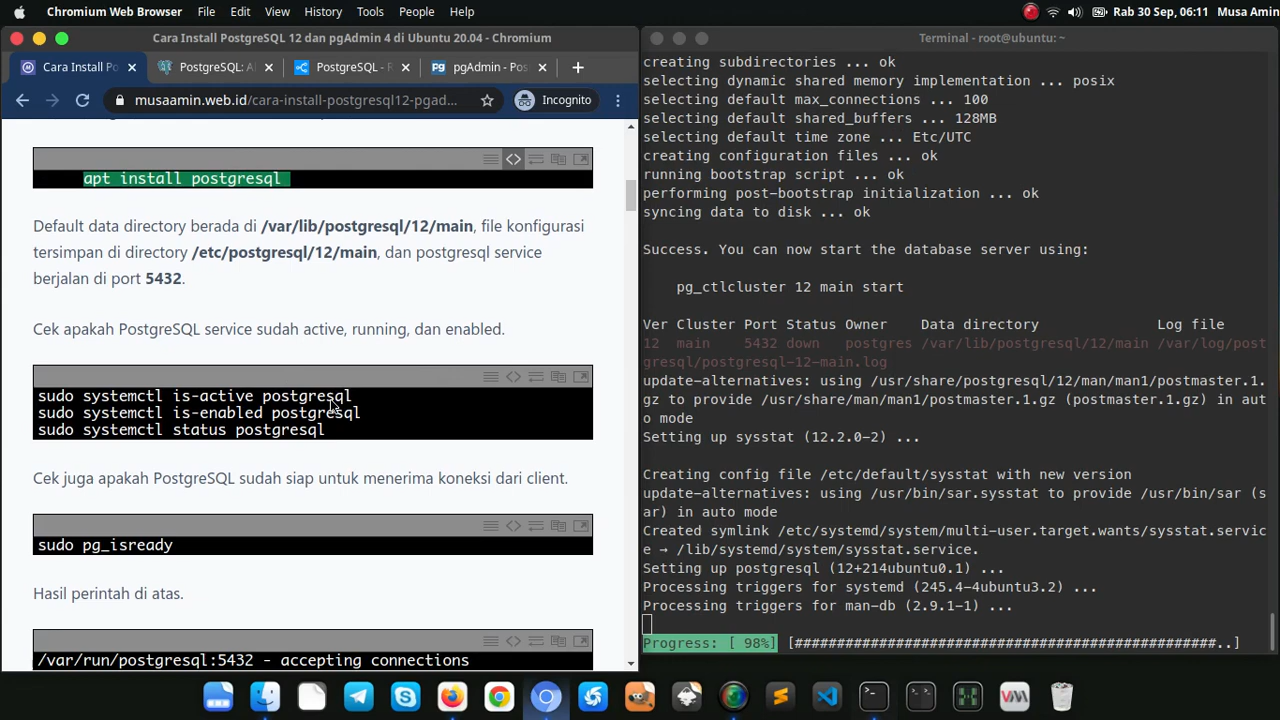 Chromium Web Browser File Edit View History Tools People Help Rab 30 Sep, 06:11 Musa Amin
Cara Install PostgreSQL 12 dan pgAdmin 4 di Ubuntu 20.04 - Chromium
Cara Install Po
PostgreSQL: A
PostgreSQL - R
pgAdmin - Pos
musaamin.web.id/cara-install-postgresql12-pgad...
Incognito
apt install postgresql
Default data directory berada di /var/lib/postgresql/12/main, file konfigurasi
tersimpan di directory /etc/postgresql/12/main, dan postgresql service
berjalan di port 5432.
Cek apakah PostgreSQL service sudah active, running, dan enabled.
sudo systemctl is-active postgresql
sudo systemctl is-enabled postgresql
sudo systemctl status postgresql
Cek juga apakah PostgreSQL sudah siap untuk menerima koneksi dari client.
sudo pg_isready
Hasil perintah di atas.
/var/run/postgresql:5432 - accepting connections
Terminal - root@ubuntu: ~
creating subdirectories ... ok
selecting dynamic shared memory implementation ... posix
selecting default max_connections ... 100
selecting default shared_buffers ... 128MB
selecting default time zone ... Etc/UTC
creating configuration files ... ok
running bootstrap script ... ok
performing post-bootstrap initialization ... ok
syncing data to disk ... ok
Success. You can now start the database server using:
pg_ctlcluster 12 main start
Ver Cluster Port Status Owner Data directory Log file
12 main 5432 down postgres /var/lib/postgresql/12/main /var/log/post
gresql/postgresql-12-main.log
update-alternatives: using /usr/share/postgresql/12/man/man1/postmaster.1.
gz to provide /usr/share/man/man1/postmaster.1.gz (postmaster.1.gz) in aut
o mode
Setting up sysstat (12.2.0-2) ...
Creating config file /etc/default/sysstat with new version
update-alternatives: using /usr/bin/sar.sysstat to provide /usr/bin/sar (s
ar) in auto mode
Created symlink /etc/systemd/system/multi-user.target.wants/sysstat.servic
e → /lib/systemd/system/sysstat.service.
Setting up postgresql (12+214ubuntu0.1) ...
Processing triggers for systemd (245.4-4ubuntu3.2) ...
Processing triggers for man-db (2.9.1-1) ...
Progress: [ 98%] [##################################################..]